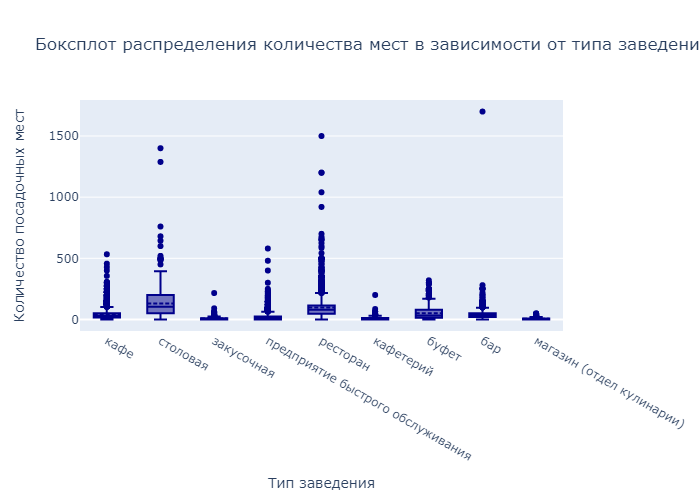 Боксплот распределения количества мест в зависимости от типа заведени
Количество посадочных мест
1500
1000
500
0
кафе
столовая
закусочная
предприятие быстрого обслуживания
ресторан
кафетерий
буфет
бар
магазин (отдел кулинарии)
Тип заведения